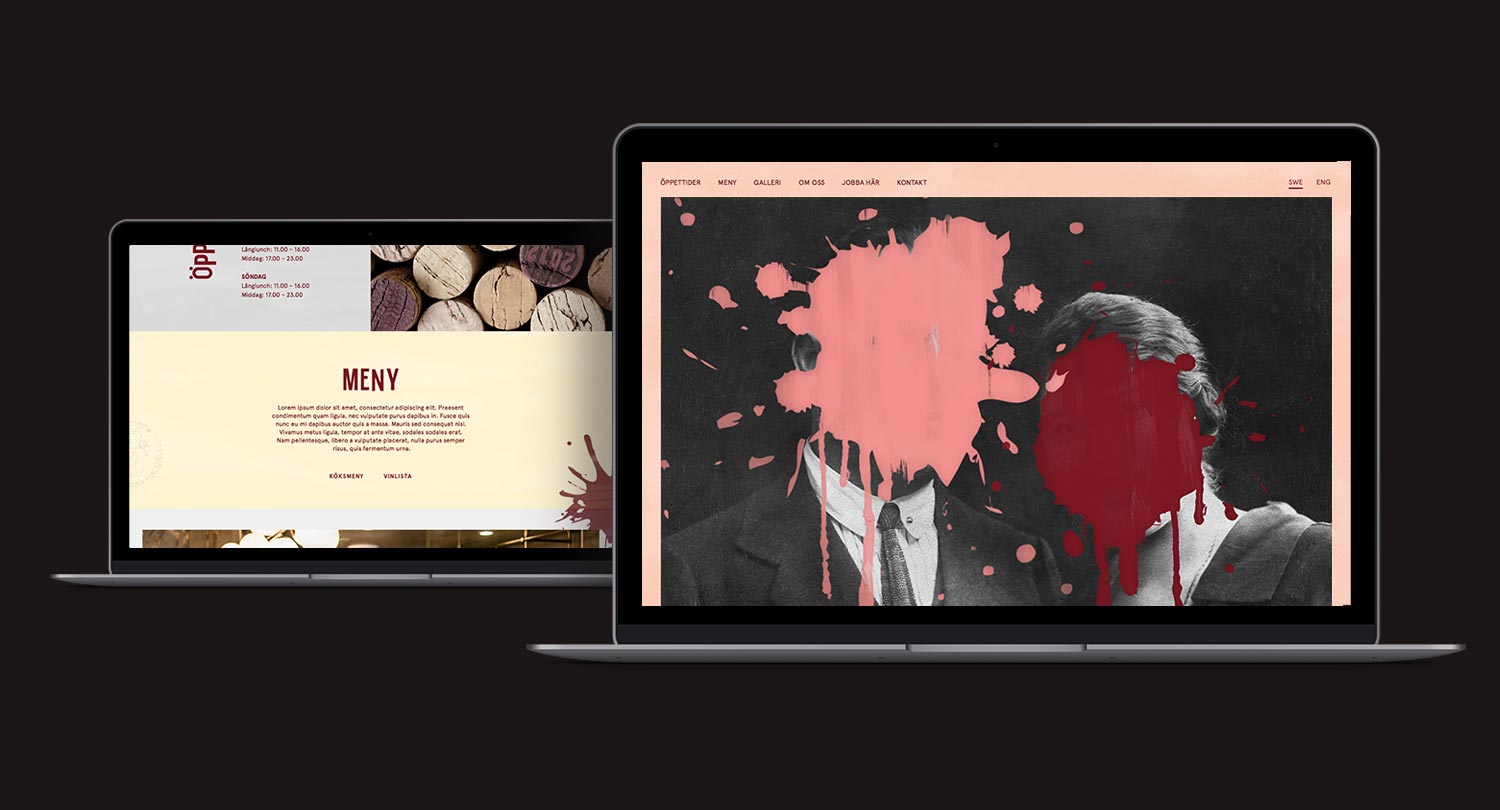 ÖPP
Långlunch: 11.00 – 16.00
Middag: 17.00 – 23.00
SÖNDAG
Långlunch: 11.00 – 16.00
Middag: 17.00 – 23.00
2012
MENY
Lorem ipsum dolor sit amet, consectetur adipiscing elit. Praesent
condimentum quam ligula, nec vulputate purus dapibus in. Fusce quis
nunc eu mi dapibus auctor quis a massa. Mauris sed consequat nisl.
Vivamus metus ligula, tempor at ante vitae, sodales sodales erat.
Nam pellentesque, libero a vulputate placerat, nulla purus semper
risus, quis fermentum urna.
KÖKSMENY VINLISTA
ÖPPETTIDER MENY GALLERI OM OSS JOBBA HÄR KONTAKT SWE ENG